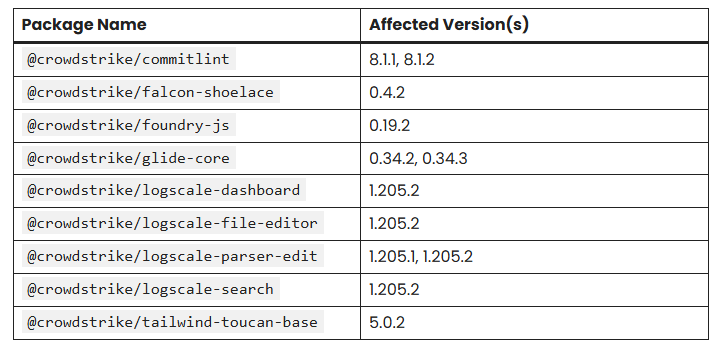 Package Name Affected Version(s)
@crowdstrike/commitlint 8.1.1, 8.1.2
@crowdstrike/falcon-shoelace 0.4.2
@crowdstrike/foundry-js 0.19.2
@crowdstrike/glide-core 0.34.2, 0.34.3
@crowdstrike/logscale-dashboard 1.205.2
@crowdstrike/logscale-file-editor 1.205.2
@crowdstrike/logscale-parser-edit 1.205.1, 1.205.2
@crowdstrike/logscale-search 1.205.2
@crowdstrike/tailwind-toucan-base 5.0.2